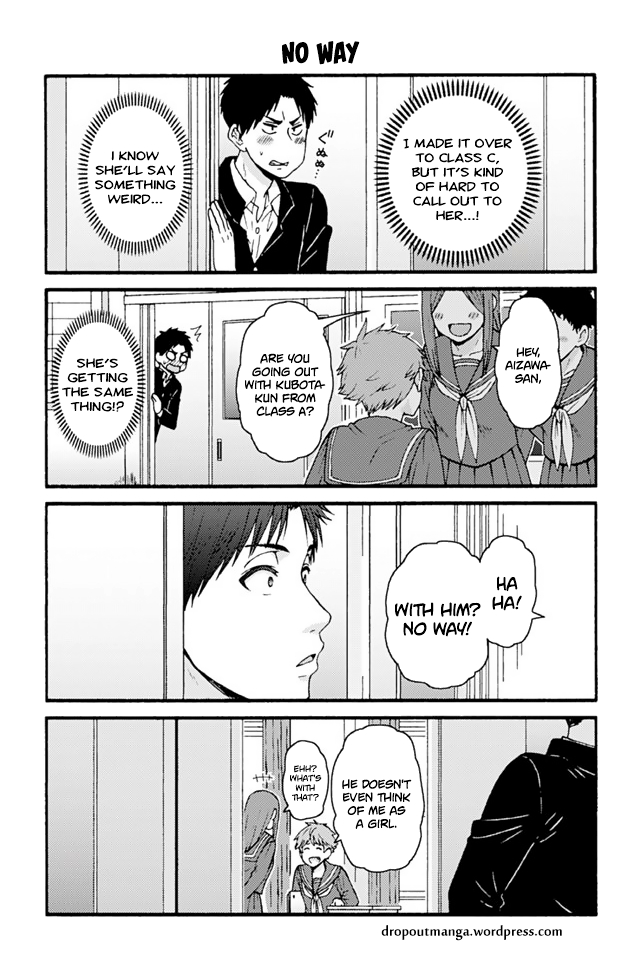 NO WAY
I MADE IT OVER
TO CLASS C,
BUT IT'S KIND
OF HARD TO
CALL OUT TO
HER...!
ぐぬぬ…
I KNOW
SHE'LL SAY
SOMETHING
WEIRD...
HEY,
AIZAWA-
SAN,
ARE YOU
GOING OUT
WITH KUBOTA-
KUN FROM
CLASS A?
SHE'S
GETTING
THE SAME
THING!?
HA
HA!
WITH HIM?
NO WAY!
HE DOESN'T
EVEN THINK
OF ME AS
A GIRL.
EHH?
WHAT'S
WITH
THAT?
dropoutmanga.wordpress.com